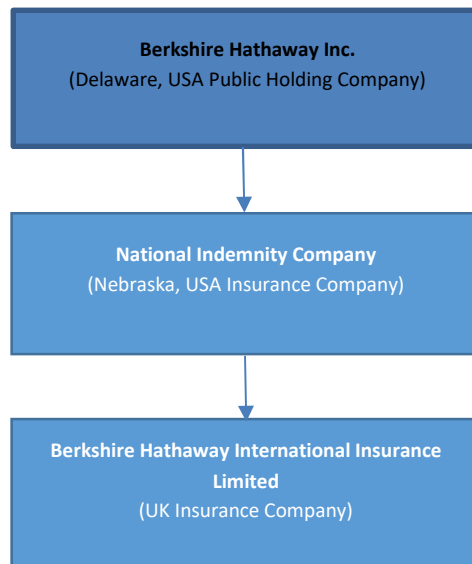 Berkshire Hathaway Inc.
(Delaware, USA Public Holding Company)
National Indemnity Company
(Nebraska, USA Insurance Company)
Berkshire Hathaway International Insurance
Limited
(UK Insurance Company)